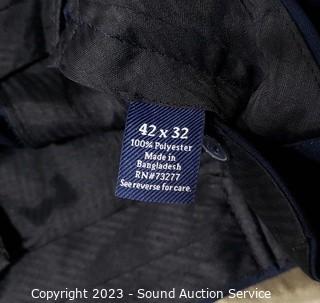 42 x 32
100% Polyester
Made in
Bangladesh
RN#73277
See reverse for care.
Copyright 2023 - Sound Auction Service